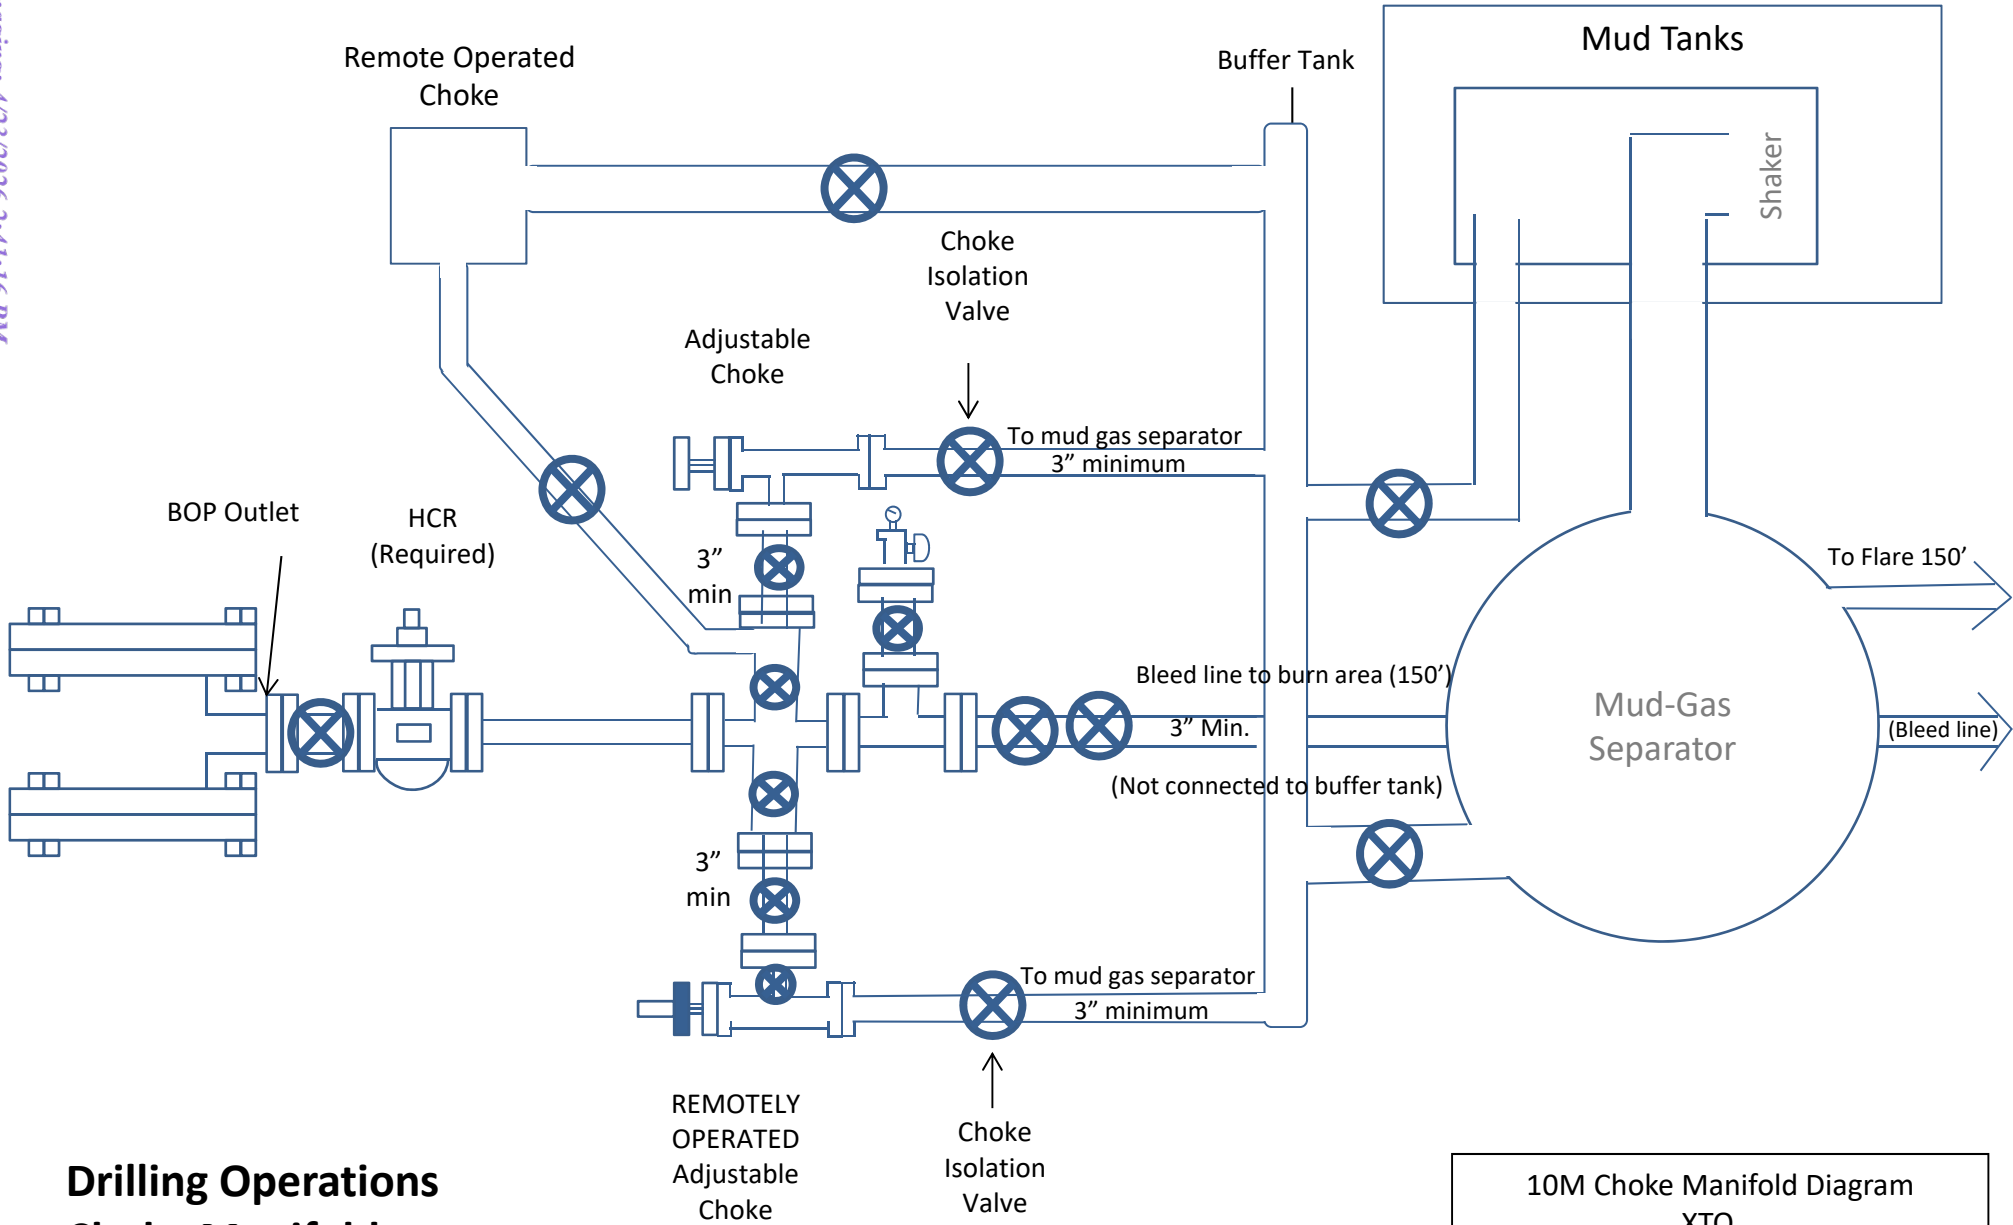 Remote Operated
Choke
Buffer Tank
Mud Tanks
Shaker
Choke
Isolation
Valve
Adjustable
Choke
To mud gas separator
3” minimum
BOP Outlet
HCR
(Required)
3”
min
To Flare 150’
Bleed line to burn area (150’)
3” Min.
(Not connected to buffer tank)
Mud-Gas
Separator
(Bleed line)
3”
min
To mud gas separator
3” minimum
REMOTELY
OPERATED
Adjustable
Choke
Choke
Isolation
Valve
Drilling Operations
Choke Manifold
10M Choke Manifold Diagram
XTO